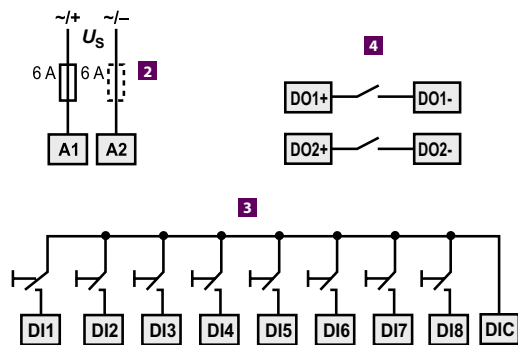 ~/+ ~/–
US
6 A 6 A 2
A1 A2
4
DO1+ DO1-
DO2+ DO2-
3
DI1 DI2 DI3 DI4 DI5 DI6 DI7 DI8 DIC